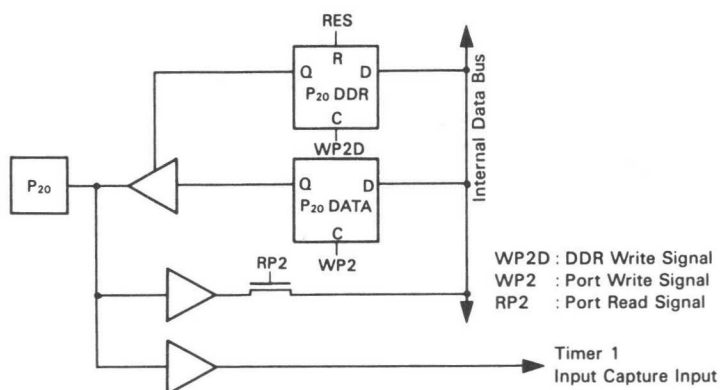 RES
R
Q D
P₂₀ DDR
C
WP2D
Internal Data Bus
P₂₀
Q D
P₂₀ DATA
C
WP2
RP2
WP2D : DDR Write Signal
WP2 : Port Write Signal
RP2 : Port Read Signal
Timer 1
Input Capture Input